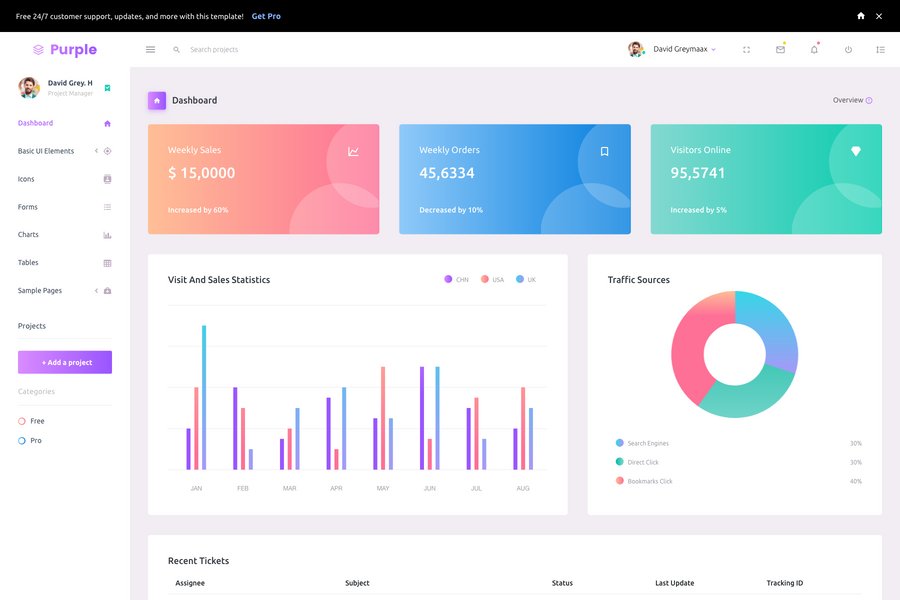 Free 24/7 customer support, updates, and more with this template! Get Pro
Purple
Search projects
David Greymaax
David Grey. H
Project Manager
Dashboard
Basic UI Elements
Icons
Forms
Charts
Tables
Sample Pages
Projects
+ Add a project
Categories
Free
Pro
Dashboard
Overview
Weekly Sales
$ 15,0000
Increased by 60%
Weekly Orders
45,6334
Decreased by 10%
Visitors Online
95,5741
Increased by 5%
Visit And Sales Statistics
CHN USA UK
JAN FEB MAR APR MAY JUN JUL AUG
Traffic Sources
Search Engines 30%
Direct Click 30%
Bookmarks Click 40%
Recent Tickets
Assignee Subject Status Last Update Tracking ID